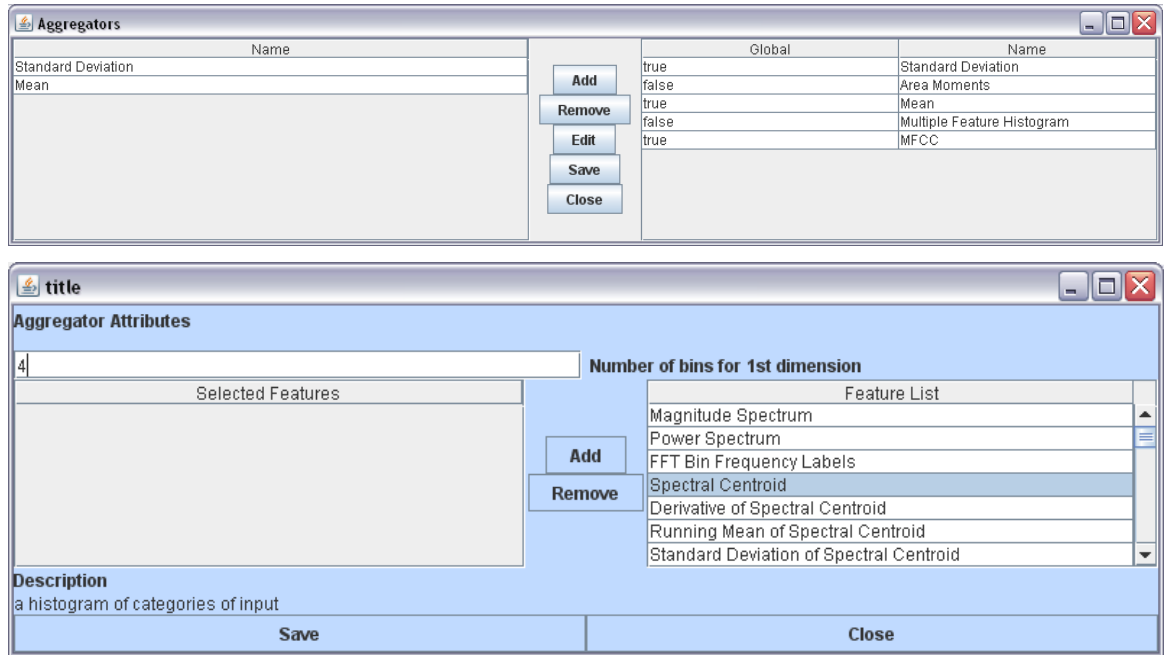 Aggregators
Name
Standard Deviation
Mean
Add
Remove
Edit
Save
Close
Global Name
true Standard Deviation
false Area Moments
true Mean
false Multiple Feature Histogram
true MFCC
title
Aggregator Attributes
4 Number of bins for 1st dimension
Selected Features
Add
Remove
Feature List
Magnitude Spectrum
Power Spectrum
FFT Bin Frequency Labels
Spectral Centroid
Derivative of Spectral Centroid
Running Mean of Spectral Centroid
Standard Deviation of Spectral Centroid
Description
a histogram of categories of input
Save Close